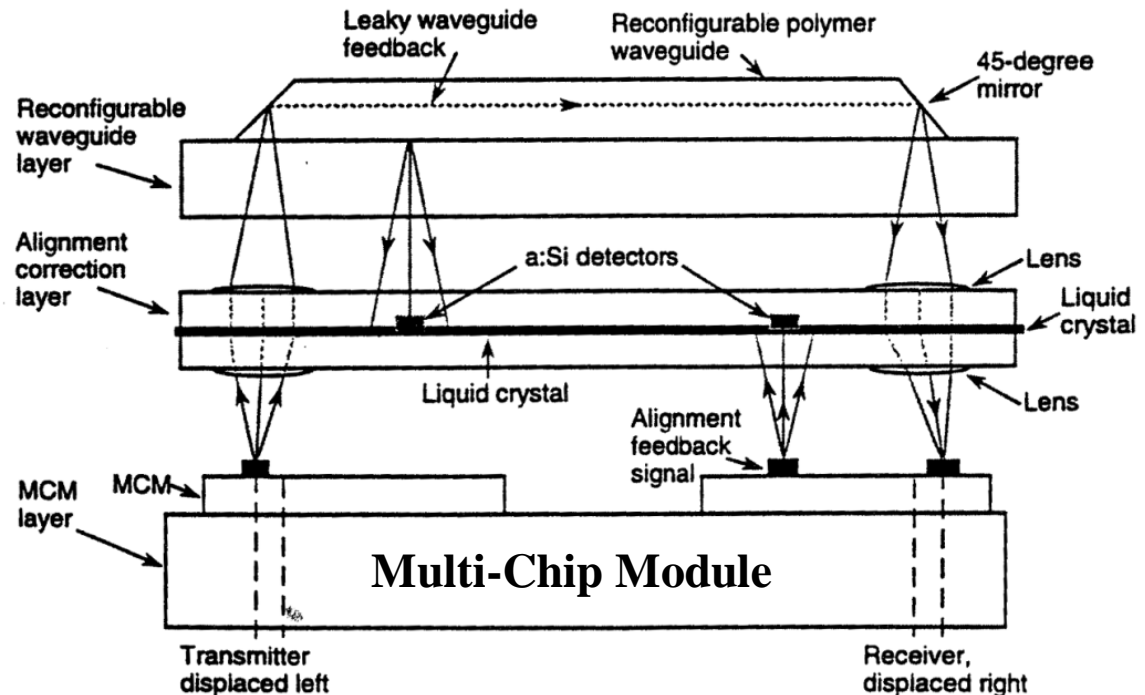 Leaky waveguide
feedback
Reconfigurable polymer
waveguide
45-degree
mirror
Reconfigurable
waveguide
layer
Alignment
correction
layer
a:Si detectors
Lens
Liquid
crystal
Liquid crystal
Lens
Alignment
feedback
signal
MCM
MCM
layer
Multi-Chip Module
Transmitter
displaced left
Receiver,
displaced right